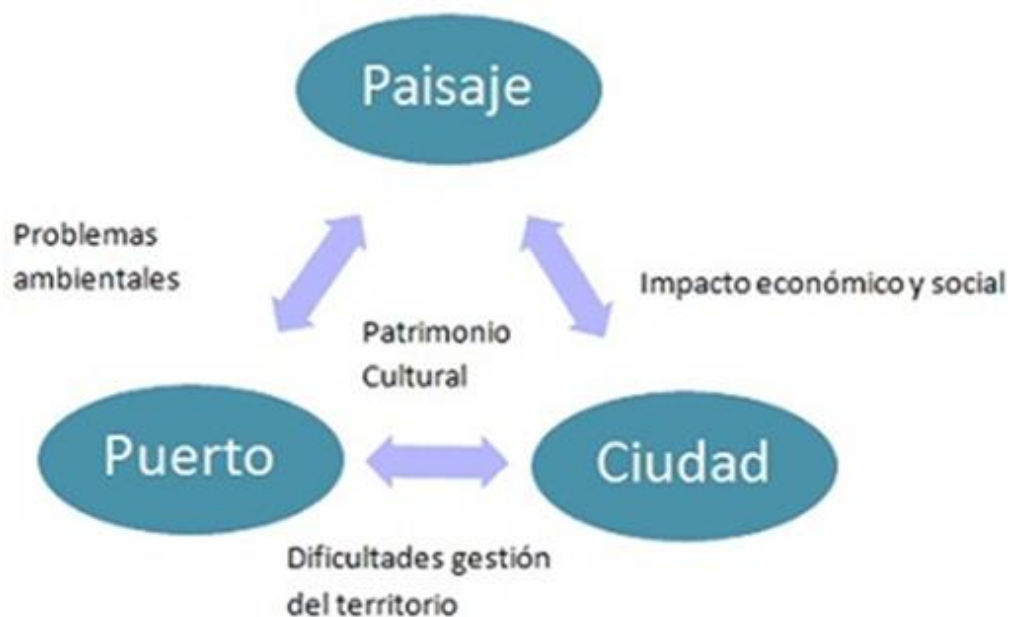 Paisaje
Problemas
ambientales
Impacto económico y social
Patrimonio
Cultural
Puerto
Ciudad
Dificultades gestión
del territorio